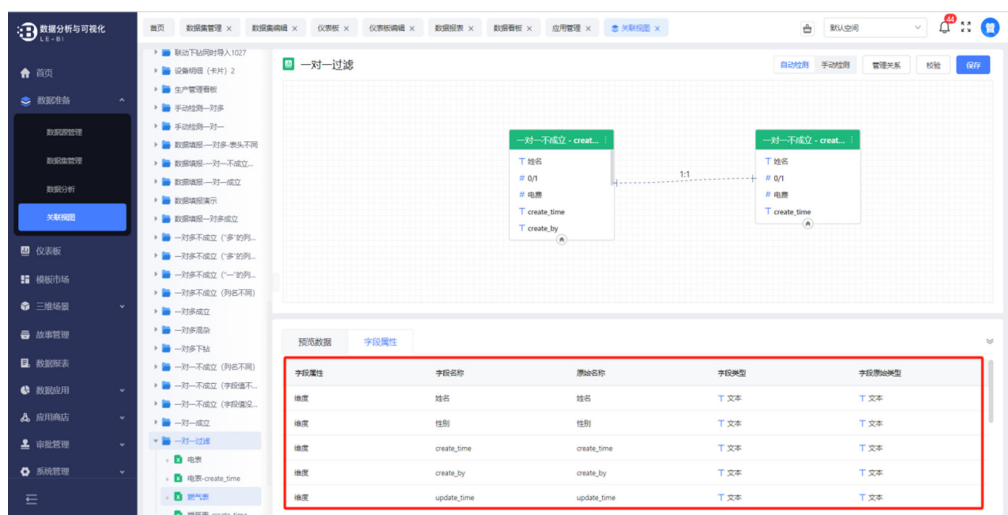 数据分析与可视化
LE-BI
首页 数据集管理 × 数据集编辑 × 仪表板 × 仪表板编辑 × 数据报表 × 数据看板 × 应用管理 × 关联视图 ×
默认空间
44
首页
数据准备
数据源管理
数据集管理
数据分析
关联视图
仪表板
模板市场
三维场景
故事管理
数据报表
数据应用
应用商店
审批管理
系统管理
联动下钻同时导入1027
设备明细（卡片）2
生产管理看板
手动检测—对多
手动检测—对一
数据填报-一对多-表头不同
数据填报-一对一不成立...
数据填报-一对一成立
数据填报演示
数据填报一对多成立
一对多不成立（“多”的列...
一对多不成立（“多”的列...
一对多不成立（“一”的列...
一对多不成立（列名不同）
一对多成立
一对多混杂
一对多下钻
一对一不成立（列名不同）
一对一不成立（字段值不...
一对一不成立（字段值没...
一对一成立
一对一过滤
电表
电表-create_time
燃气表
一对一过滤
自动检测 手动检测 管理关系 校验 保存
一对一不成立 - creat...
T 姓名
# 0/1
# 电费
T create_time
T create_by
1:1
一对一不成立 - creat...
T 姓名
# 0/1
# 电费
T create_time
预览数据 字段属性
字段属性 字段名称 原始名称 字段类型 字段原始类型
维度 姓名 姓名 T 文本 T 文本
维度 性别 性别 T 文本 T 文本
维度 create_time create_time T 文本 T 文本
维度 create_by create_by T 文本 T 文本
维度 update_time update_time T 文本 T 文本